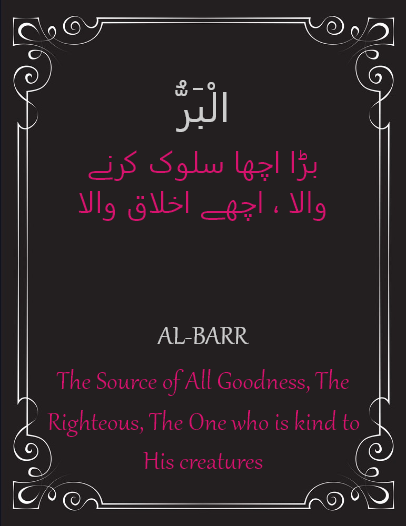 الْبَرُّ
بڑا اچھا سلوک کرنے
والا ، اچھے اخلاق والا
AL-BARR
The Source of All Goodness, The
Righteous, The One who is kind to
His creatures